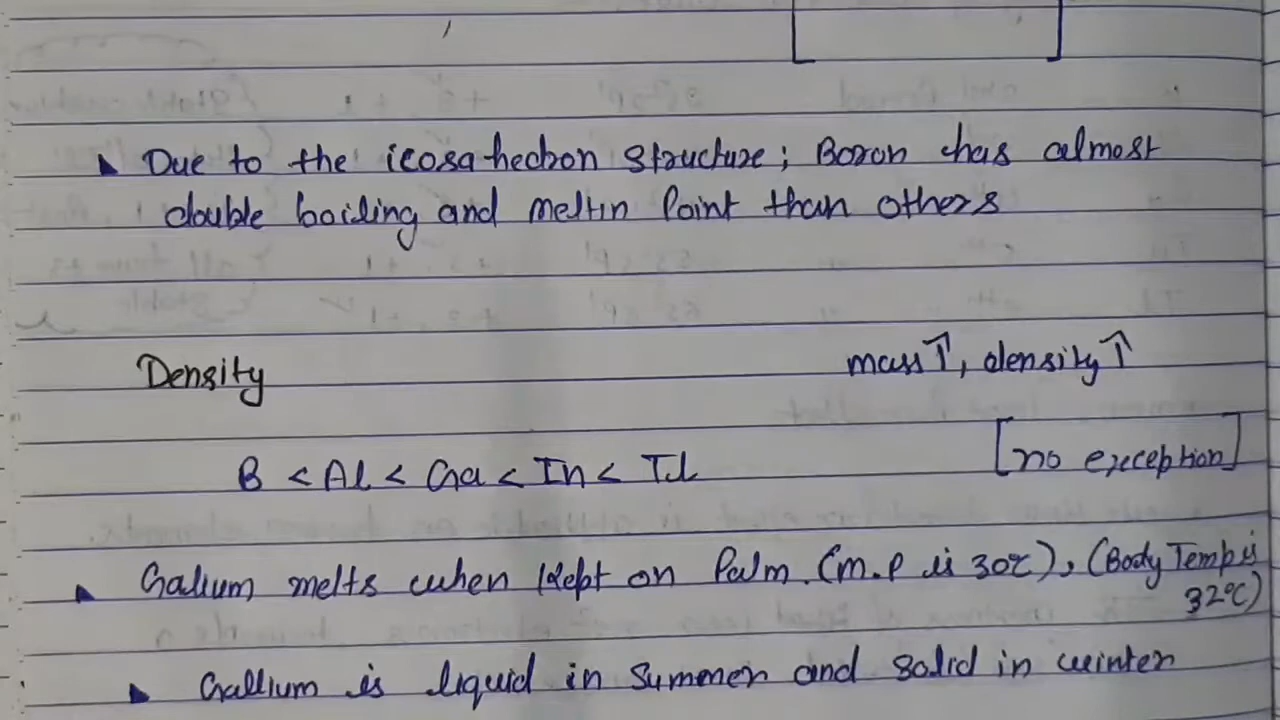 Due to the icosahedron structure; Boron has almost
double boiling and meltin Point than others
Density mass↑, density↑
B < Al < Ga < In < Tl [no exception]
Galium melts when kept on Palm. (m.p is 30℃), (Body Temp is
32℃)
Gallium is liquid in summer and solid in winter